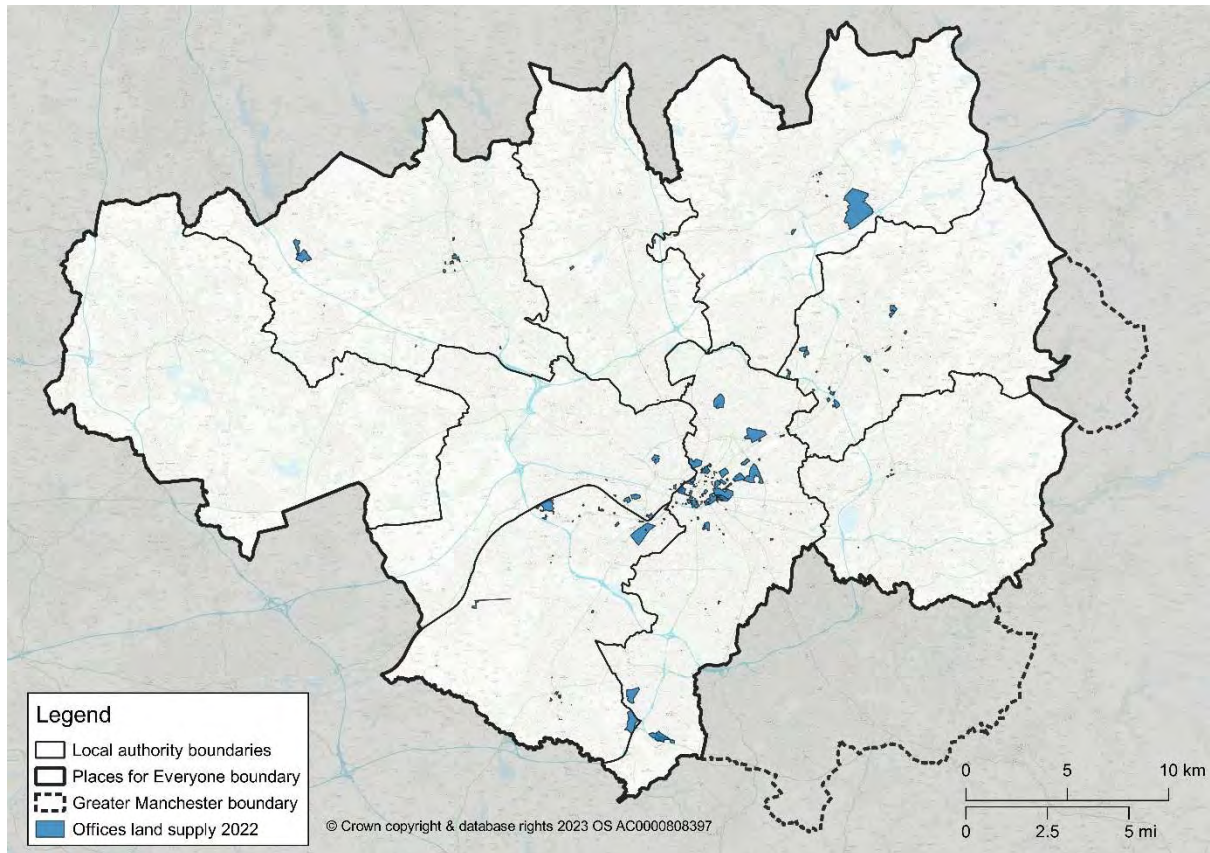 Legend
Local authority boundaries
Places for Everyone boundary
Greater Manchester boundary
Offices land supply 2022
© Crown copyright & database rights 2023 OS AC0000808397
0 5 10 km
0 2.5 5 mi